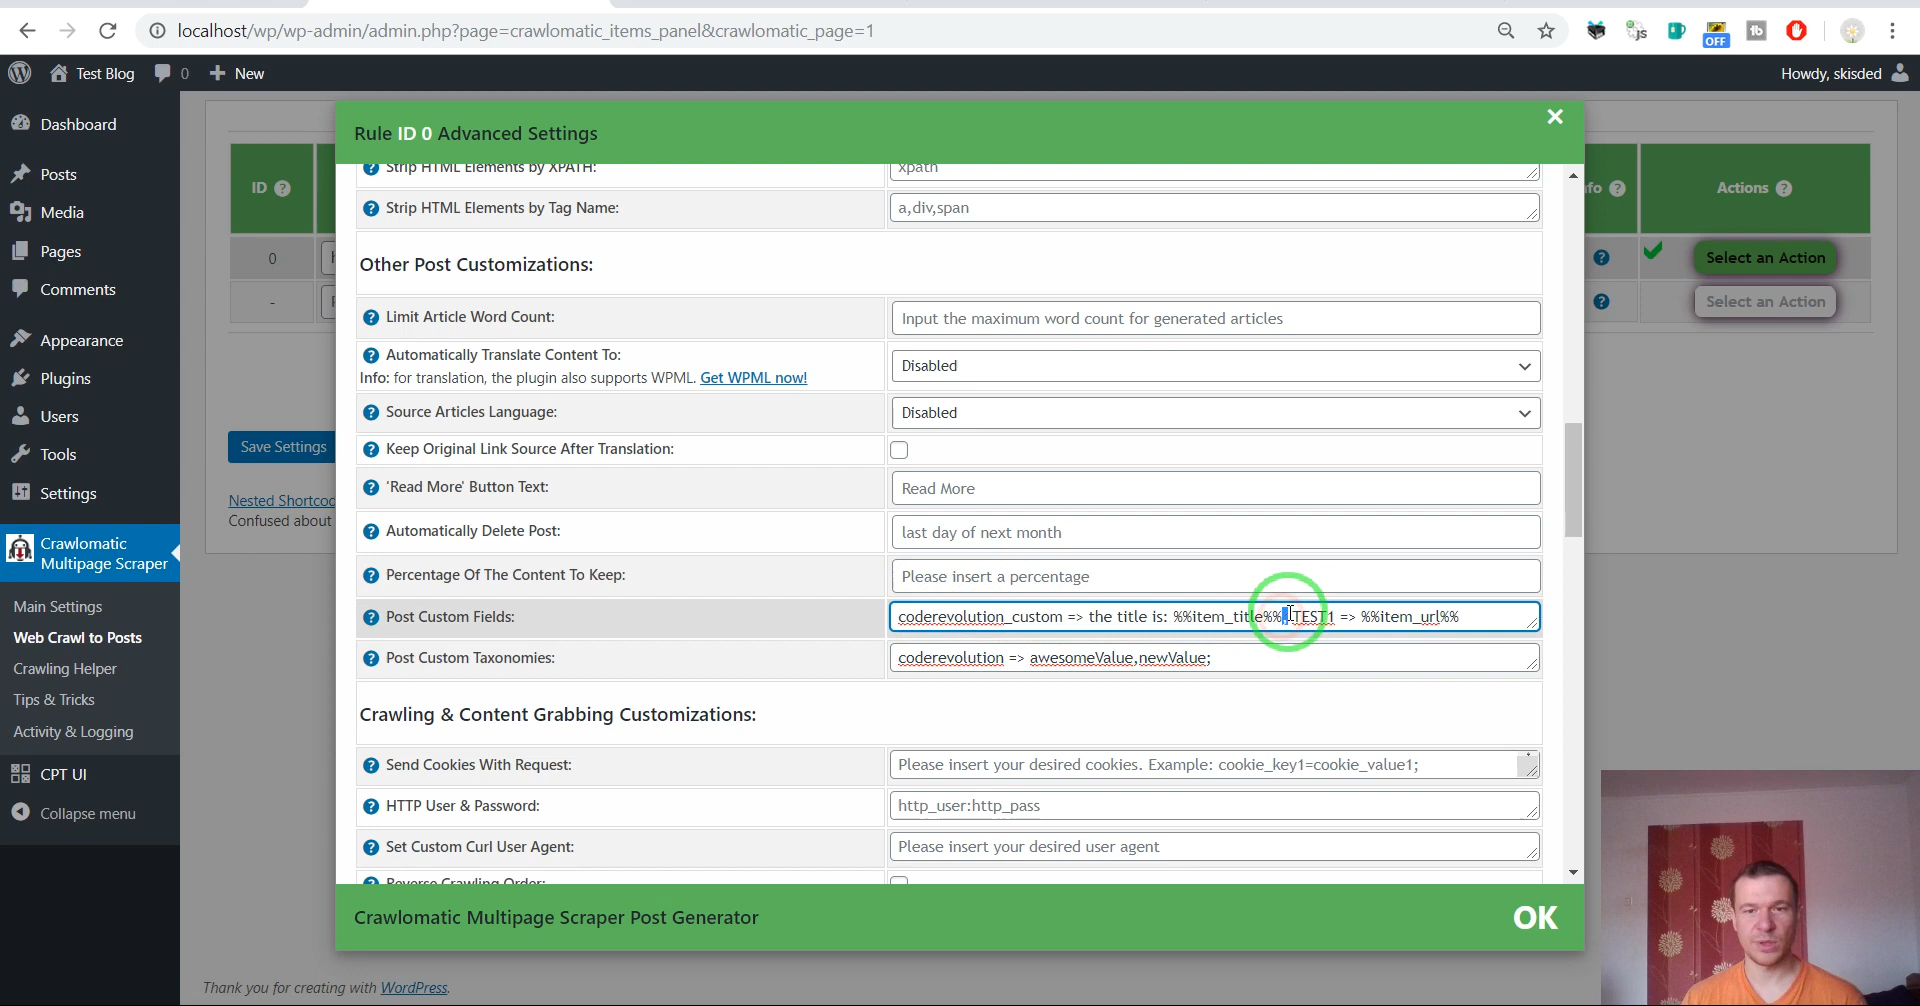 localhost/wp/wp-admin/admin.php?page=crawlomatic_items_panel&crawlomatic_page=1
JS
OFF
Test Blog 0 New
Howdy, skisded
Dashboard
Posts
Media
Pages
Comments
Appearance
Plugins
Users
Tools
Settings
Crawlomatic
Multipage Scraper
Main Settings
Web Crawl to Posts
Crawling Helper
Tips & Tricks
Activity & Logging
CPT UI
Collapse menu
ID
0
-
Save Settings
Nested Shortcod
Confused about
Rule ID 0 Advanced Settings
Strip HTML Elements by XPATH:
xpath
Strip HTML Elements by Tag Name:
a,div,span
Other Post Customizations:
Limit Article Word Count:
Input the maximum word count for generated articles
Automatically Translate Content To:
Info: for translation, the plugin also supports WPML. Get WPML now!
Disabled
Source Articles Language:
Disabled
Keep Original Link Source After Translation:
'Read More' Button Text:
Read More
Automatically Delete Post:
last day of next month
Percentage Of The Content To Keep:
Please insert a percentage
Post Custom Fields:
coderevolution_custom => the title is: %%item_title%%, TEST1 => %%item_url%%
Post Custom Taxonomies:
coderevolution => awesomeValue,newValue;
Crawling & Content Grabbing Customizations:
Send Cookies With Request:
Please insert your desired cookies. Example: cookie_key1=cookie_value1;
HTTP User & Password:
http_user:http_pass
Set Custom Curl User Agent:
Please insert your desired user agent
Reverse Crawling Order:
Crawlomatic Multipage Scraper Post Generator
OK
fo
Actions
Select an Action
Select an Action
Thank you for creating with WordPress.